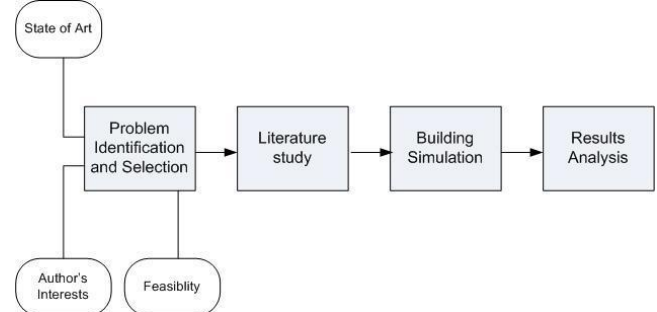 State of Art
Problem
Identification
and Selection
Literature
study
Building
Simulation
Results
Analysis
Author's
Interests
Feasiblity